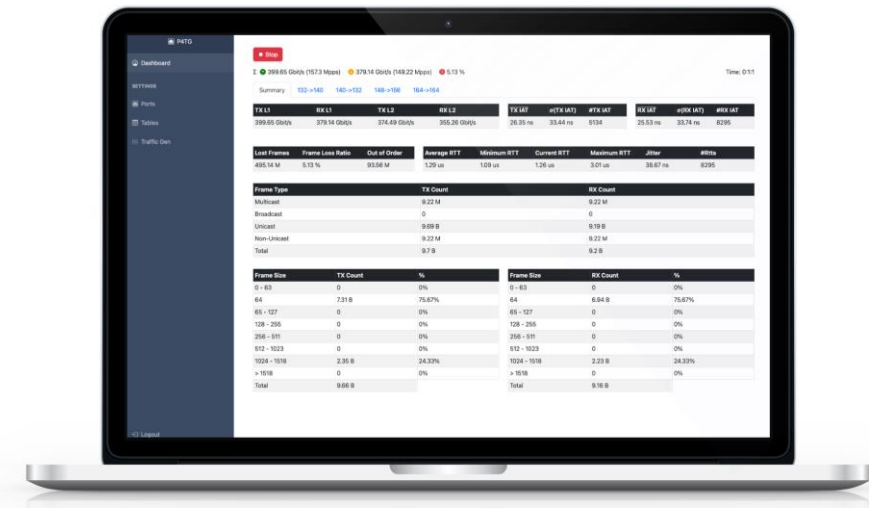 P4TG
Dashboard
SETTINGS
Ports
Tables
Traffic Gen
Logout
Stop
Σ 399.65 Gbit/s (157.3 Mpps) 379.14 Gbit/s (149.22 Mpps) 5.13 %
Time: 0:1:1
Summary 132->140 140->132 148->156 164->164
TX L1 RX L1 TX L2 RX L2
399.65 Gbit/s 379.14 Gbit/s 374.49 Gbit/s 355.26 Gbit/s
TX IAT σ(TX IAT) #TX IAT
26.35 ns 33.44 ns 5134
RX IAT σ(RX IAT) #RX IAT
25.53 ns 33.74 ns 8295
Lost Frames Frame Loss Ratio Out of Order
495.14 M 5.13 % 93.06 M
Average RTT Minimum RTT Current RTT Maximum RTT Jitter #Rtts
1.29 us 1.09 us 1.26 us 3.01 us 38.67 ns 8295
Frame Type TX Count RX Count
Multicast 9.22 M 9.22 M
Broadcast 0 0
Unicast 9.69 B 9.19 B
Non-Unicast 9.22 M 9.22 M
Total 9.7 B 9.2 B
Frame Size TX Count %
0 - 63 0 0%
64 7.31 B 75.67%
65 - 127 0 0%
128 - 255 0 0%
256 - 511 0 0%
512 - 1023 0 0%
1024 - 1518 2.35 B 24.33%
> 1518 0 0%
Total 9.66 B
Frame Size RX Count %
0 - 63 0 0%
64 6.94 B 75.67%
65 - 127 0 0%
128 - 255 0 0%
256 - 511 0 0%
512 - 1023 0 0%
1024 - 1518 2.23 B 24.33%
> 1518 0 0%
Total 9.16 B